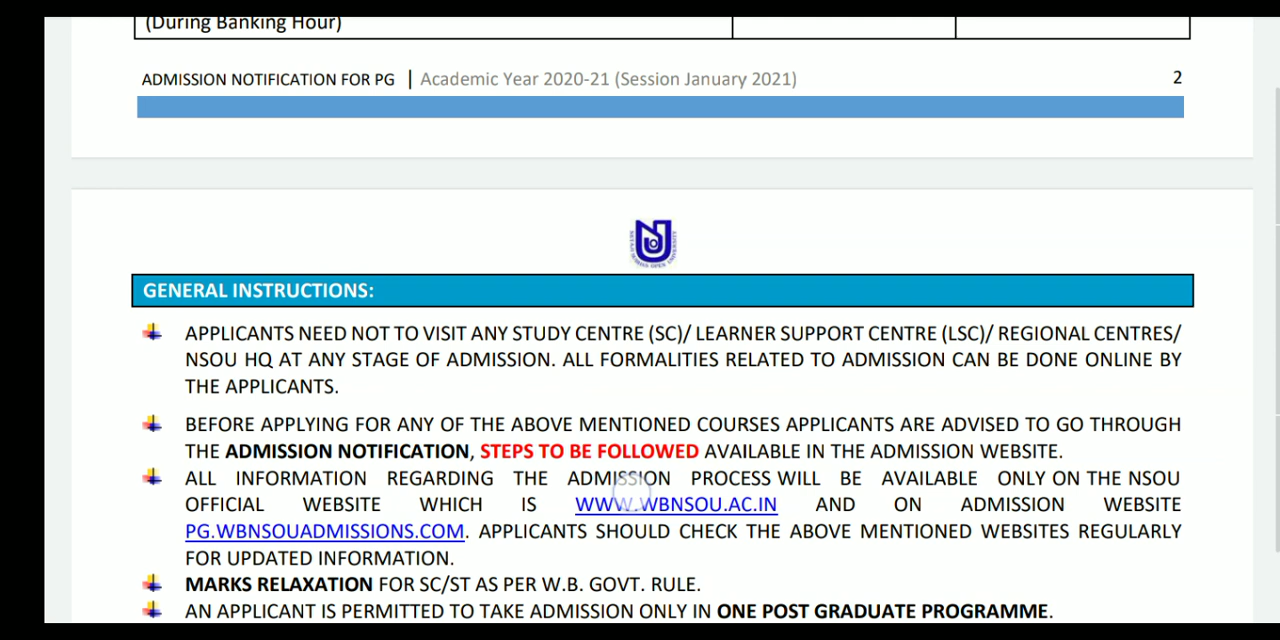 (During Banking Hour)
ADMISSION NOTIFICATION FOR PG | Academic Year 2020-21 (Session January 2021)
2
GENERAL INSTRUCTIONS:
APPLICANTS NEED NOT TO VISIT ANY STUDY CENTRE (SC)/ LEARNER SUPPORT CENTRE (LSC)/ REGIONAL CENTRES/
NSOU HQ AT ANY STAGE OF ADMISSION. ALL FORMALITIES RELATED TO ADMISSION CAN BE DONE ONLINE BY
THE APPLICANTS.
BEFORE APPLYING FOR ANY OF THE ABOVE MENTIONED COURSES APPLICANTS ARE ADVISED TO GO THROUGH
THE ADMISSION NOTIFICATION, STEPS TO BE FOLLOWED AVAILABLE IN THE ADMISSION WEBSITE.
ALL INFORMATION REGARDING THE ADMISSION PROCESS WILL BE AVAILABLE ONLY ON THE NSOU
OFFICIAL WEBSITE WHICH IS WWW.WBNSOU.AC.IN AND ON ADMISSION WEBSITE
PG.WBNSOUADMISSIONS.COM. APPLICANTS SHOULD CHECK THE ABOVE MENTIONED WEBSITES REGULARLY
FOR UPDATED INFORMATION.
MARKS RELAXATION FOR SC/ST AS PER W.B. GOVT. RULE.
AN APPLICANT IS PERMITTED TO TAKE ADMISSION ONLY IN ONE POST GRADUATE PROGRAMME.